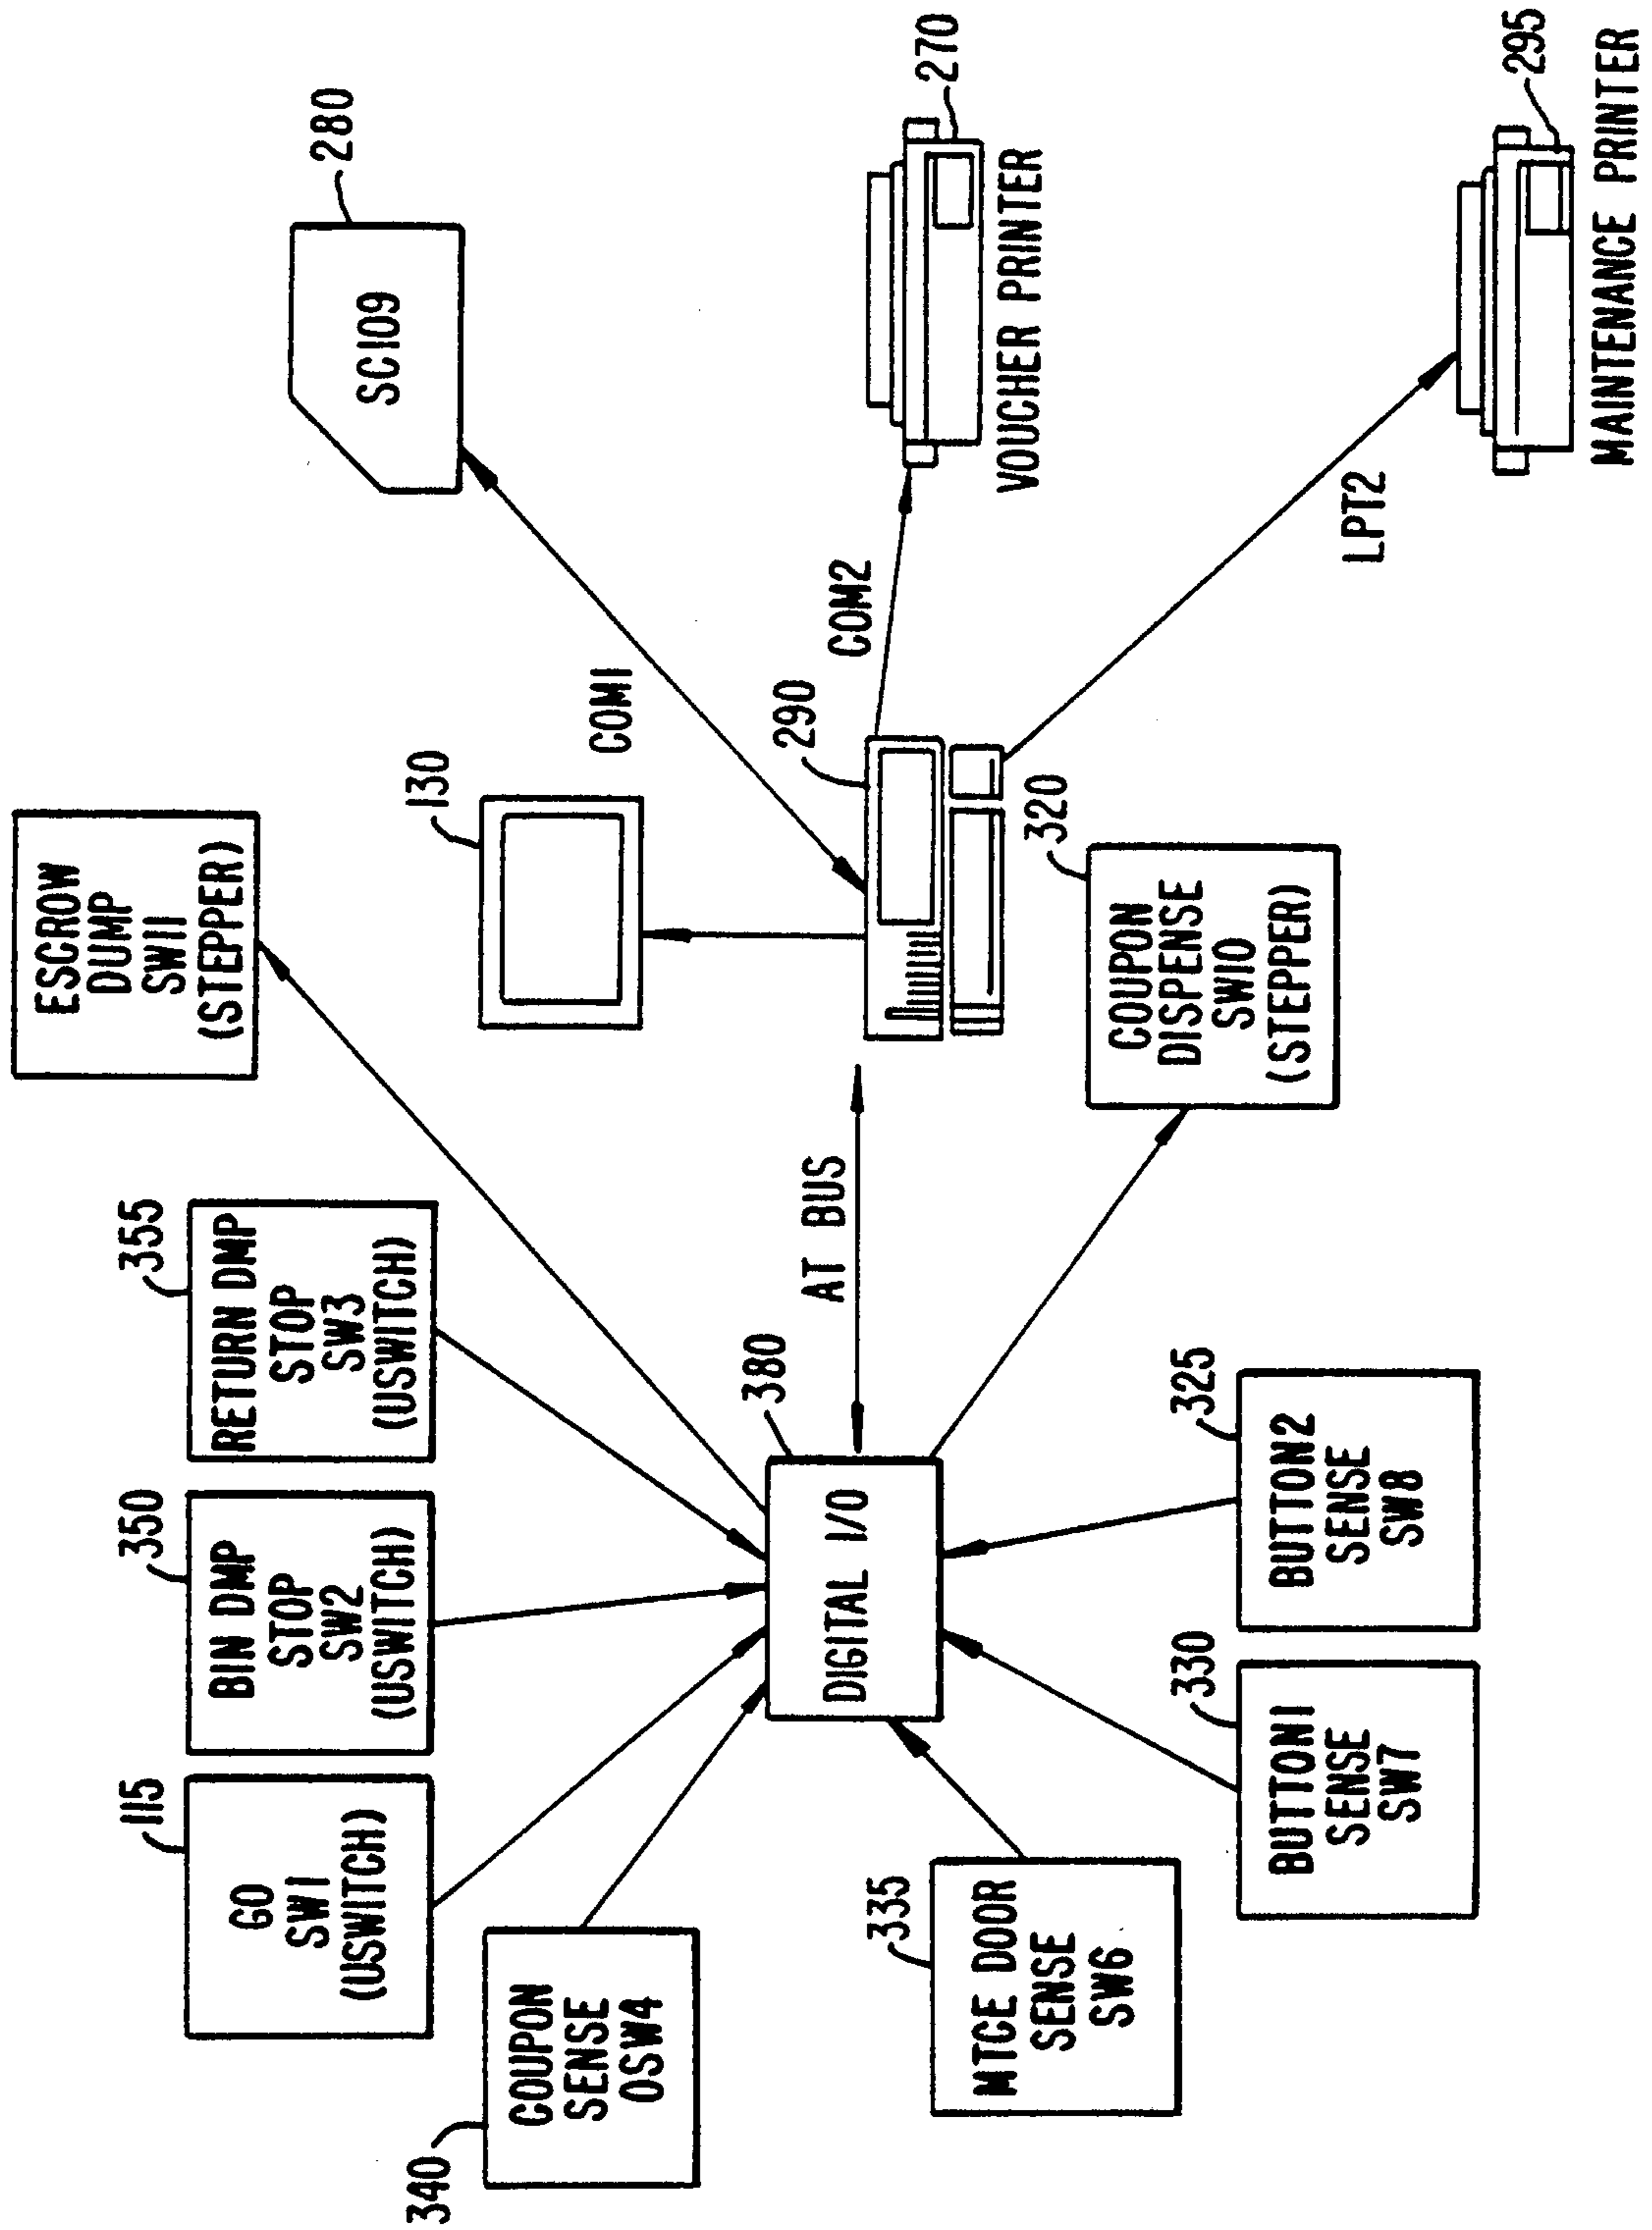 ESCROW
DUMP
SW11
(STEPPER)
355
RETURN DMP
STOP
SW3
(USWITCH)
350
BIN DMP
STOP
SW2
(USWITCH)
115
GO
SW1
(USWITCH)
340
COUPON
SENSE
OSW4
130
COM1
280
SC109
380
DIGITAL I/O
AT BUS
290
COM2
270
VOUCHER PRINTER
335
MTCE DOOR
SENSE
SW6
330
BUTTON1
SENSE
SW7
325
BUTTON2
SENSE
SW8
320
COUPON
DISPENSE
SW10
(STEPPER)
LPT2
295
MAINTENANCE PRINTER